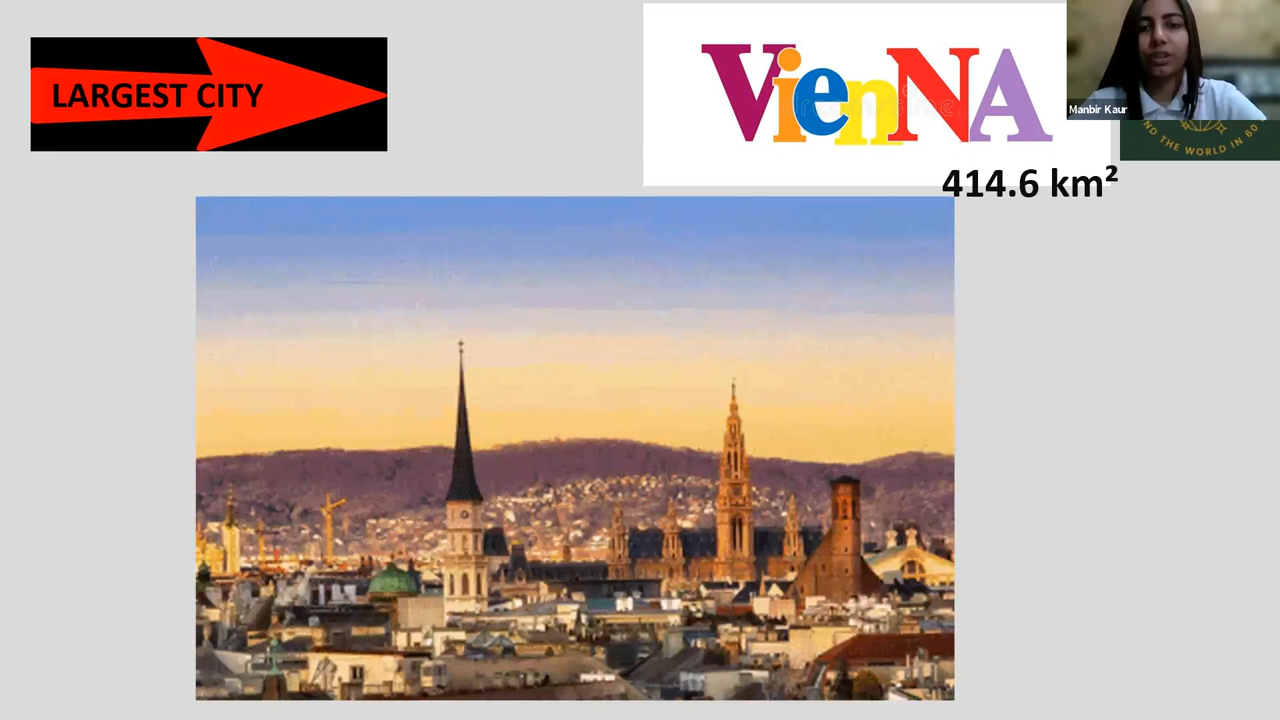 LARGEST CITY
VienNA
Manbir Kaur
ND THE WORLD IN 60
414.6 km²